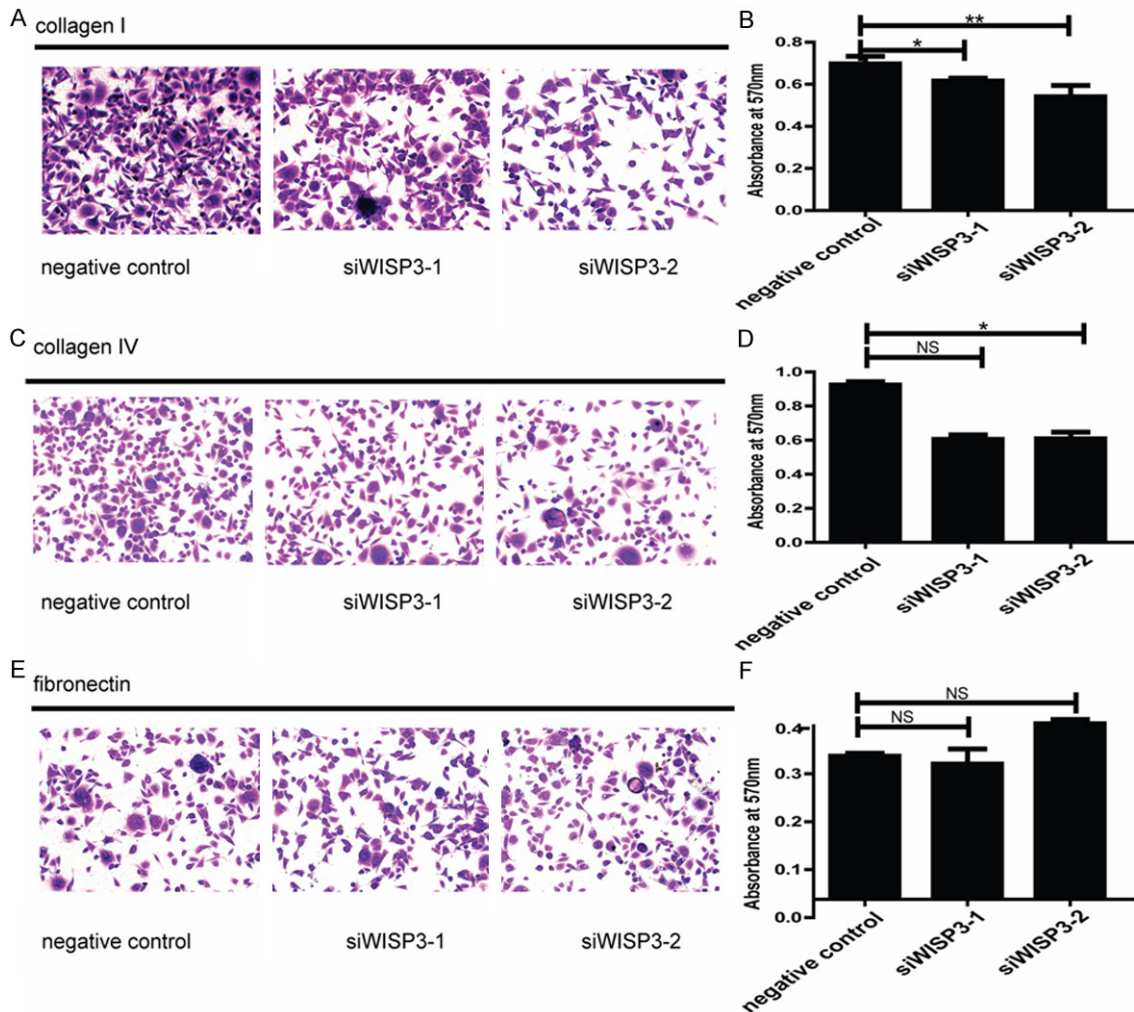 A
collagen I
negative control
siWISP3-1
siWISP3-2
B
**
*
Absorbance at 570nm
0.8
0.6
0.4
0.2
0.0
negative control
siWISP3-1
siWISP3-2
C
collagen IV
negative control
siWISP3-1
siWISP3-2
D
*
NS
Absorbance at 570nm
1.0
0.8
0.6
0.4
0.2
0.0
negative control
siWISP3-1
siWISP3-2
E
fibronectin
negative control
siWISP3-1
siWISP3-2
F
NS
NS
Absorbance at 570nm
0.4
0.3
0.4
0.1
0.0
negative control
siWISP3-1
siWISP3-2